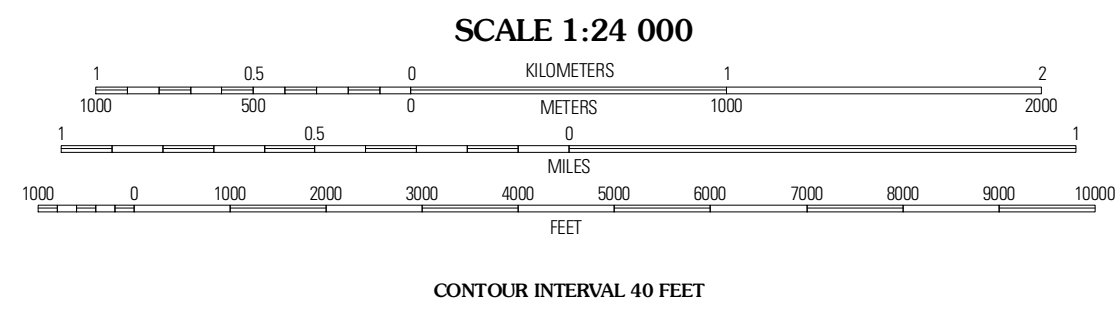 SCALE 1:24 000
1 0.5 0 KILOMETERS 1 2
1000 500 0 METERS 1000 2000
1 0.5 0 1
MILES
1000 0 1000 2000 3000 4000 5000 6000 7000 8000 9000 10000
FEET
CONTOUR INTERVAL 40 FEET